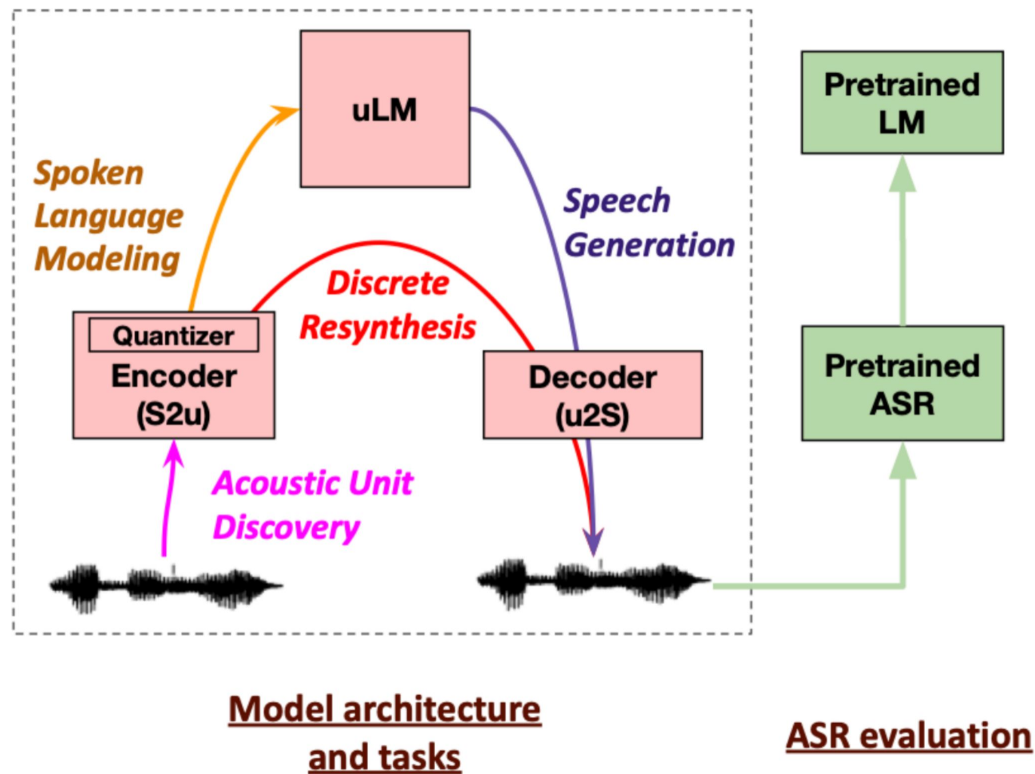 uLM
Spoken
Language
Modeling
Speech
Generation
Discrete
Resynthesis
Quantizer
Encoder
(S2u)
Decoder
(u2S)
Acoustic Unit
Discovery
Model architecture
and tasks
Pretrained
LM
Pretrained
ASR
ASR evaluation